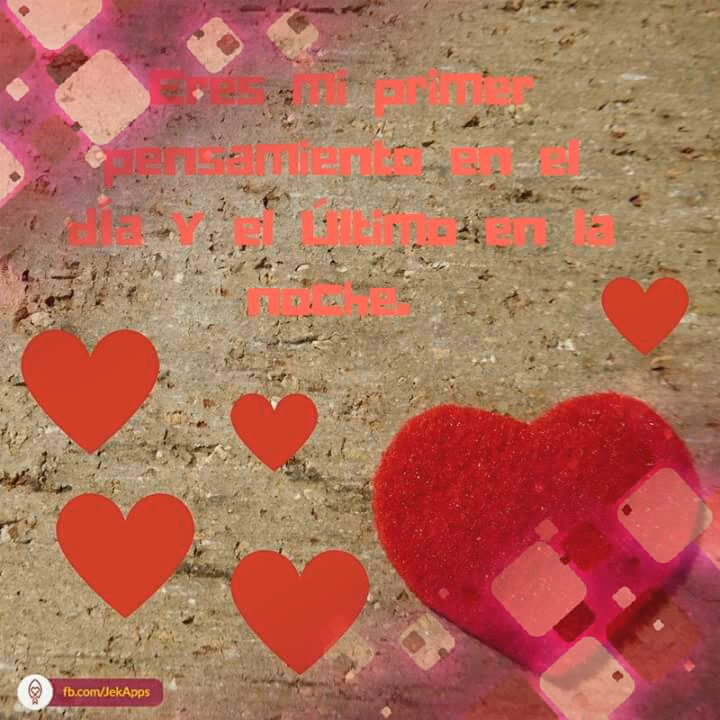 Eres mi primer
pensamiento en el
día y el Último en la
noche.
fb.com/JekApps